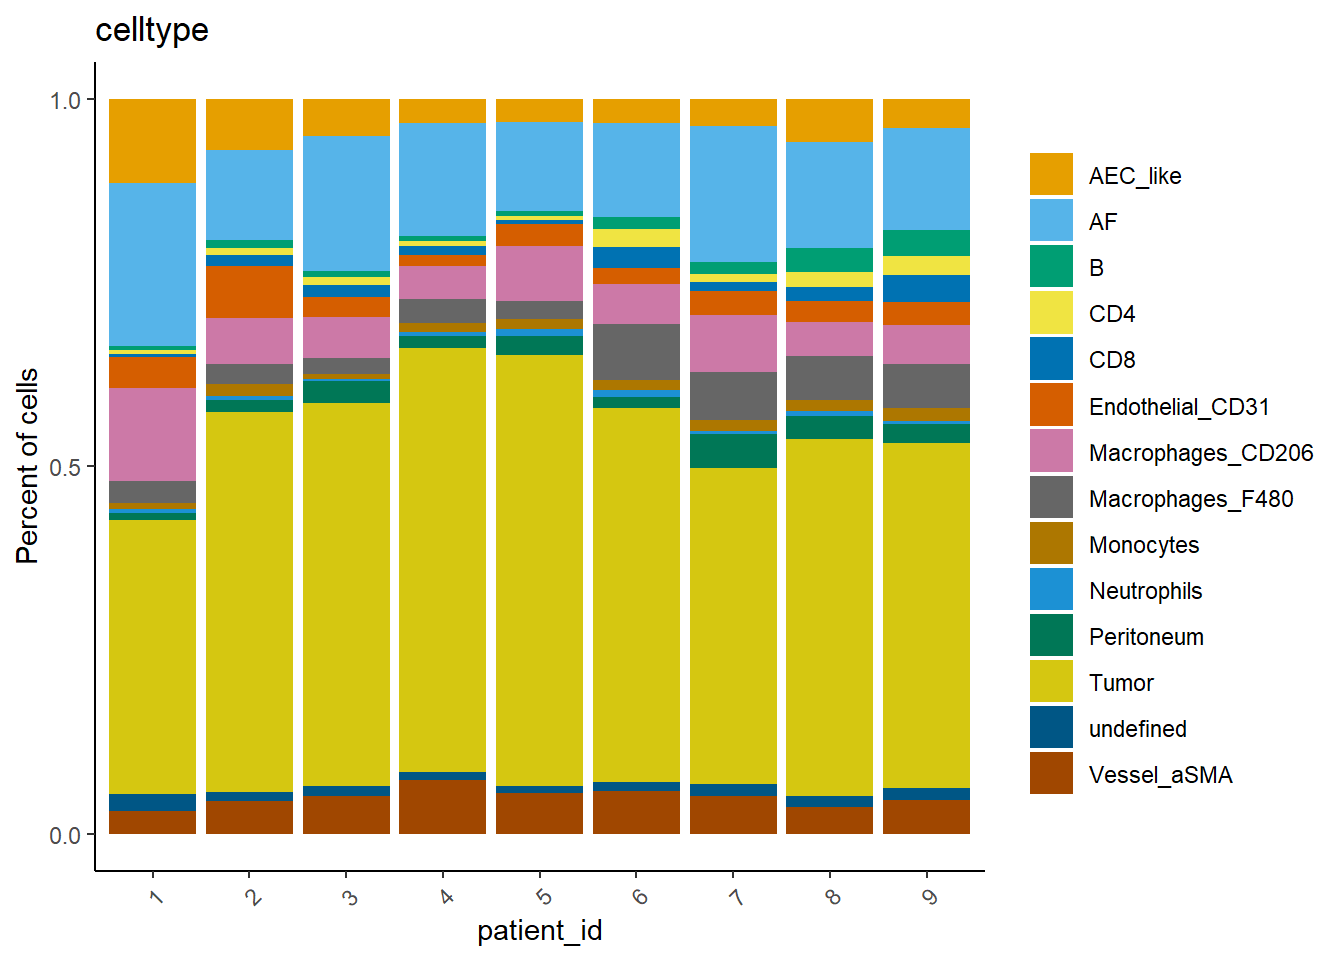 celltype
Percent of cells
1.0
0.5
0.0
1
2
3
4
5
6
7
8
9
patient_id
AEC_like
AF
B
CD4
CD8
Endothelial_CD31
Macrophages_CD206
Macrophages_F480
Monocytes
Neutrophils
Peritoneum
Tumor
undefined
Vessel_aSMA